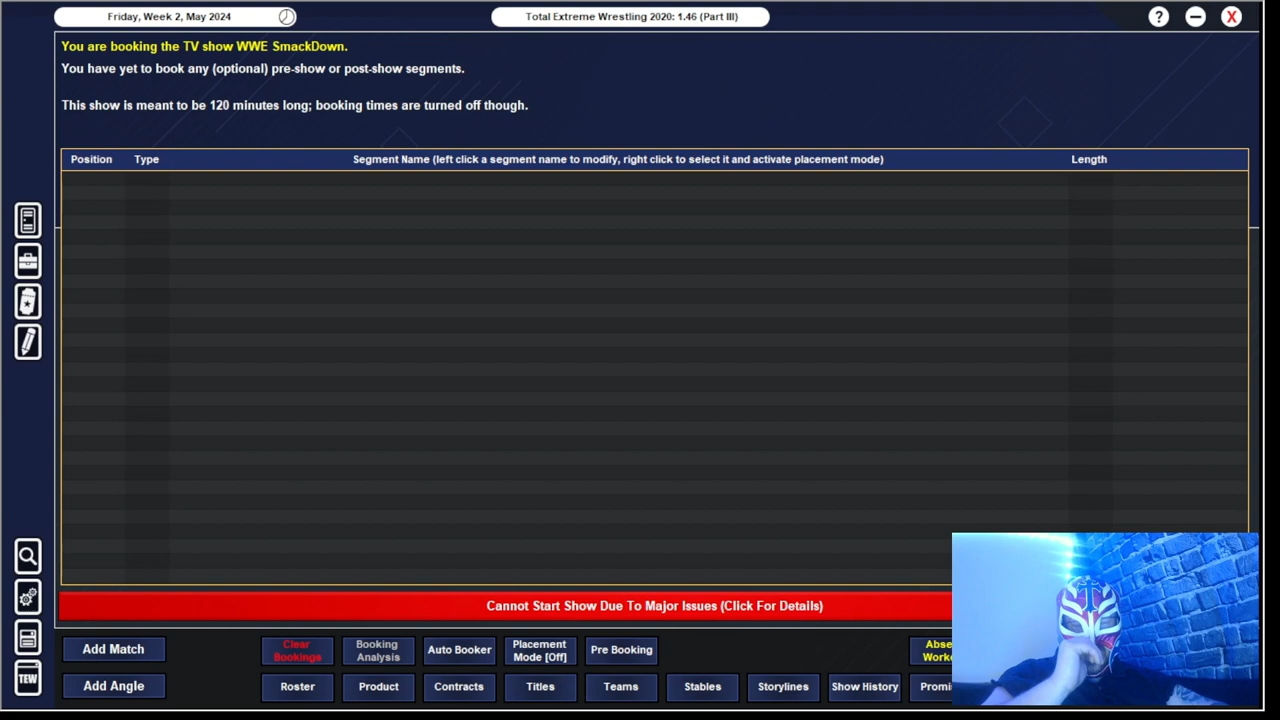 Friday, Week 2, May 2024
Total Extreme Wrestling 2020: 1.46 (Part III)
?
X
You are booking the TV show WWE SmackDown.
You have yet to book any (optional) pre-show or post-show segments.
This show is meant to be 120 minutes long; booking times are turned off though.
Position
Type
Segment Name (left click a segment name to modify, right click to select it and activate placement mode)
Length
Cannot Start Show Due To Major Issues (Click For Details)
Add Match
Clear
Bookings
Booking
Analysis
Auto Booker
Placement
Mode [Off]
Pre Booking
Abse
Work
Add Angle
Roster
Product
Contracts
Titles
Teams
Stables
Storylines
Show History
Promi
TEW